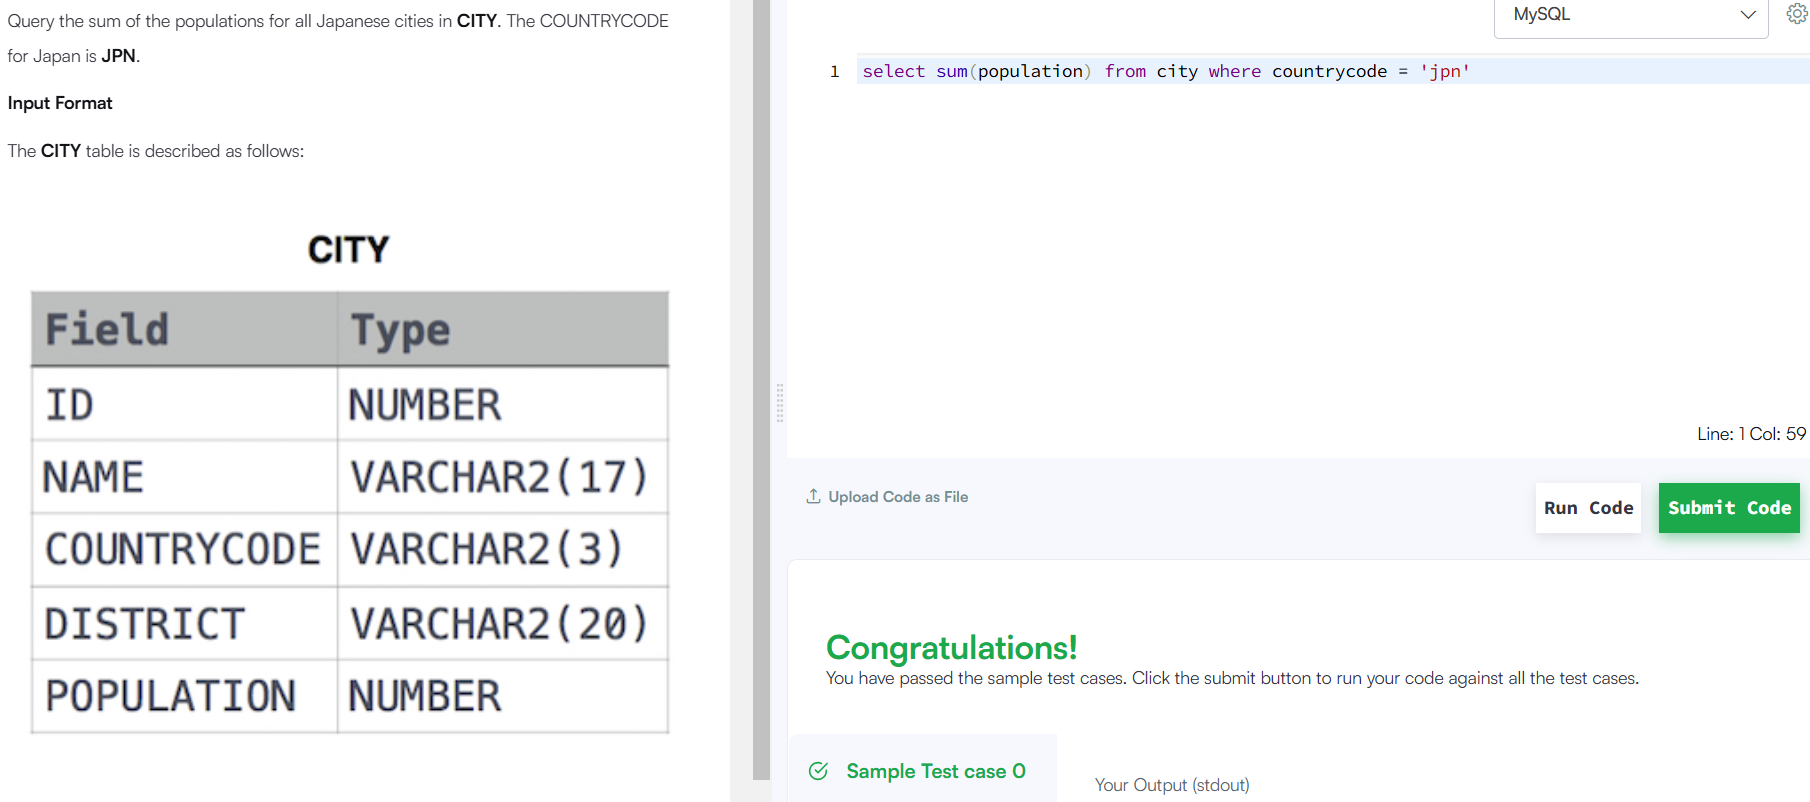 Query the sum of the populations for all Japanese cities in CITY. The COUNTRYCODE
for Japan is JPN.
Input Format
The CITY table is described as follows:
CITY
Field Type
ID NUMBER
NAME VARCHAR2(17)
COUNTRYCODE VARCHAR2(3)
DISTRICT VARCHAR2(20)
POPULATION NUMBER
MySQL
1 select sum(population) from city where countrycode = 'jpn'
Line: 1 Col: 59
Upload Code as File
Run Code
Submit Code
Congratulations!
You have passed the sample test cases. Click the submit button to run your code against all the test cases.
Sample Test case 0
Your Output (stdout)